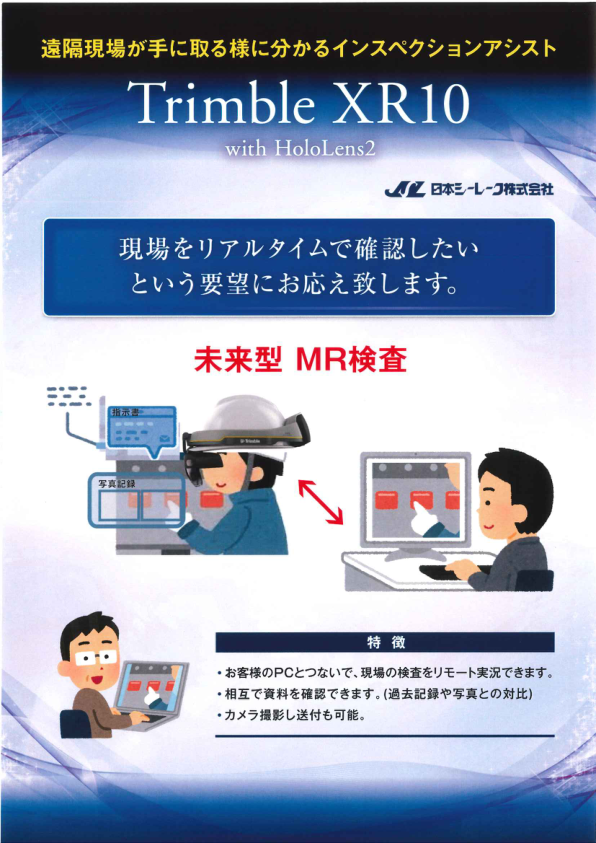 遠隔現場が手に取る様に分かるインスペクションアシスト
Trimble XR10
with HoloLens2
日本シーレーク株式会社
現場をリアルタイムで確認したい
という要望にお応え致します。
未来型 MR検査
指示書
Trimble
写真記録
特 徴
・お客様のPCとつないで、現場の検査をリモート実況できます。
・相互で資料を確認できます。(過去記録や写真との対比)
・カメラ撮影し送付も可能。